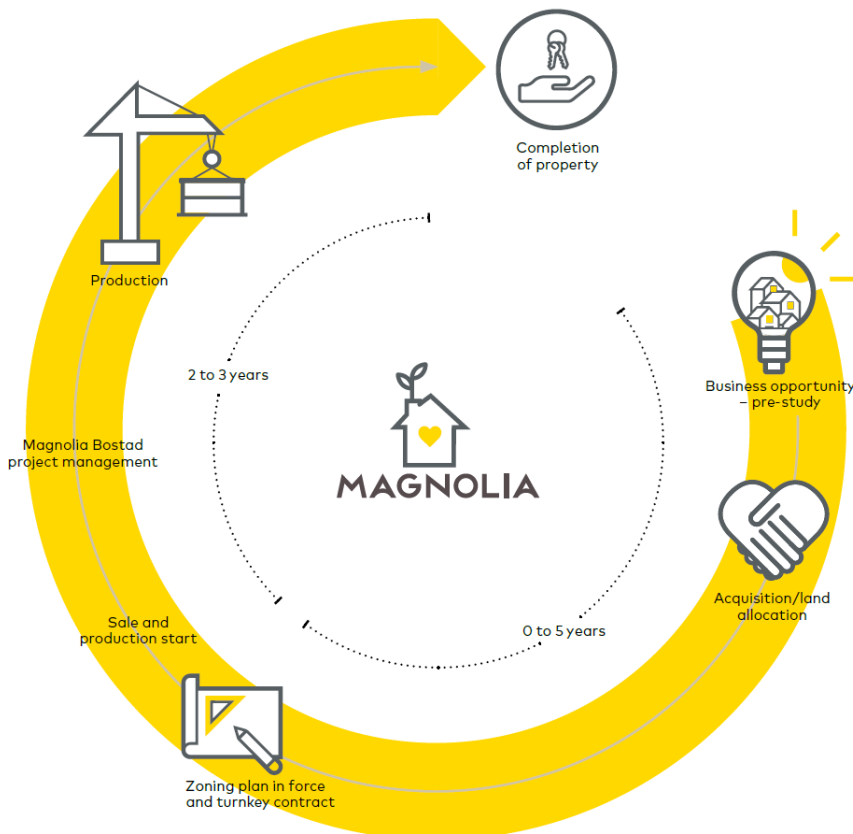 Completion
of property
Production
Business opportunity
– pre-study
2 to 3 years
Magnolia Bostad
project management
MAGNOLIA
Acquisition/land
allocation
Sale and
production start
0 to 5 years
Zoning plan in force
and turnkey contract